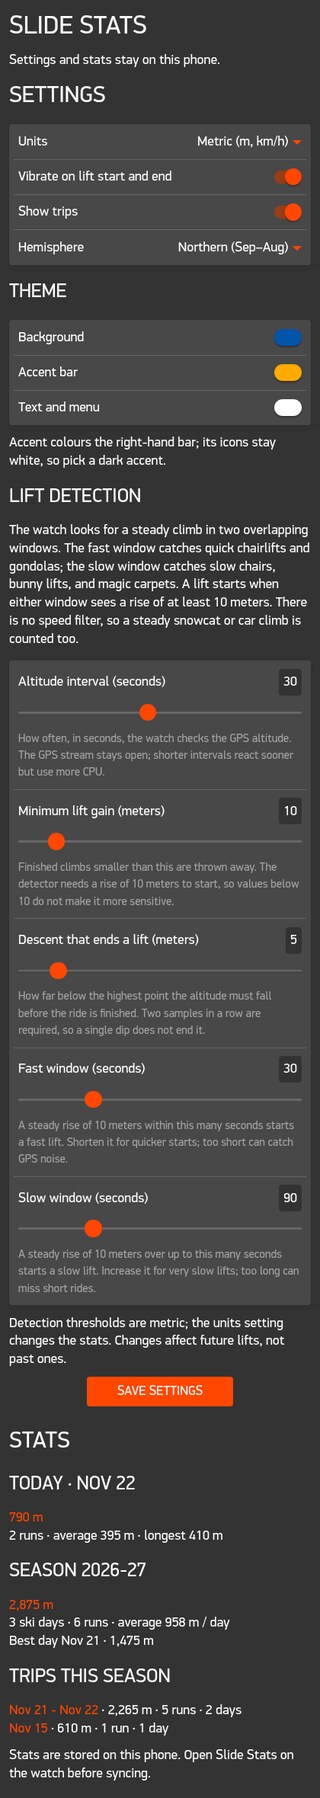 SLIDE STATS
Settings and stats stay on this phone.
SETTINGS
Units Metric (m, km/h)
Vibrate on lift start and end
Show trips
Hemisphere Northern (Sep–Aug)
THEME
Background
Accent bar
Text and menu
Accent colours the right-hand bar; its icons stay
white, so pick a dark accent.
LIFT DETECTION
The watch looks for a steady climb in two overlapping
windows. The fast window catches quick chairlifts and
gondolas; the slow window catches slow chairs,
bunny lifts, and magic carpets. A lift starts when
either window sees a rise of at least 10 meters. There
is no speed filter, so a steady snowcat or car climb is
counted too.
Altitude interval (seconds) 30
How often, in seconds, the watch checks the GPS altitude.
The GPS stream stays open; shorter intervals react sooner
but use more CPU.
Minimum lift gain (meters) 10
Finished climbs smaller than this are thrown away. The
detector needs a rise of 10 meters to start, so values below
10 do not make it more sensitive.
Descent that ends a lift (meters) 5
How far below the highest point the altitude must fall
before the ride is finished. Two samples in a row are
required, so a single dip does not end it.
Fast window (seconds) 30
A steady rise of 10 meters within this many seconds starts
a fast lift. Shorten it for quicker starts; too short can catch
GPS noise.
Slow window (seconds) 90
A steady rise of 10 meters over up to this many seconds
starts a slow lift. Increase it for very slow lifts; too long can
miss short rides.
Detection thresholds are metric; the units setting
changes the stats. Changes affect future lifts, not
past ones.
SAVE SETTINGS
STATS
TODAY · NOV 22
790 m
2 runs · average 395 m · longest 410 m
SEASON 2026-27
2,875 m
3 ski days · 6 runs · average 958 m / day
Best day Nov 21 · 1,475 m
TRIPS THIS SEASON
Nov 21 - Nov 22 · 2,265 m · 5 runs · 2 days
Nov 15 · 610 m · 1 run · 1 day
Stats are stored on this phone. Open Slide Stats on
the watch before syncing.